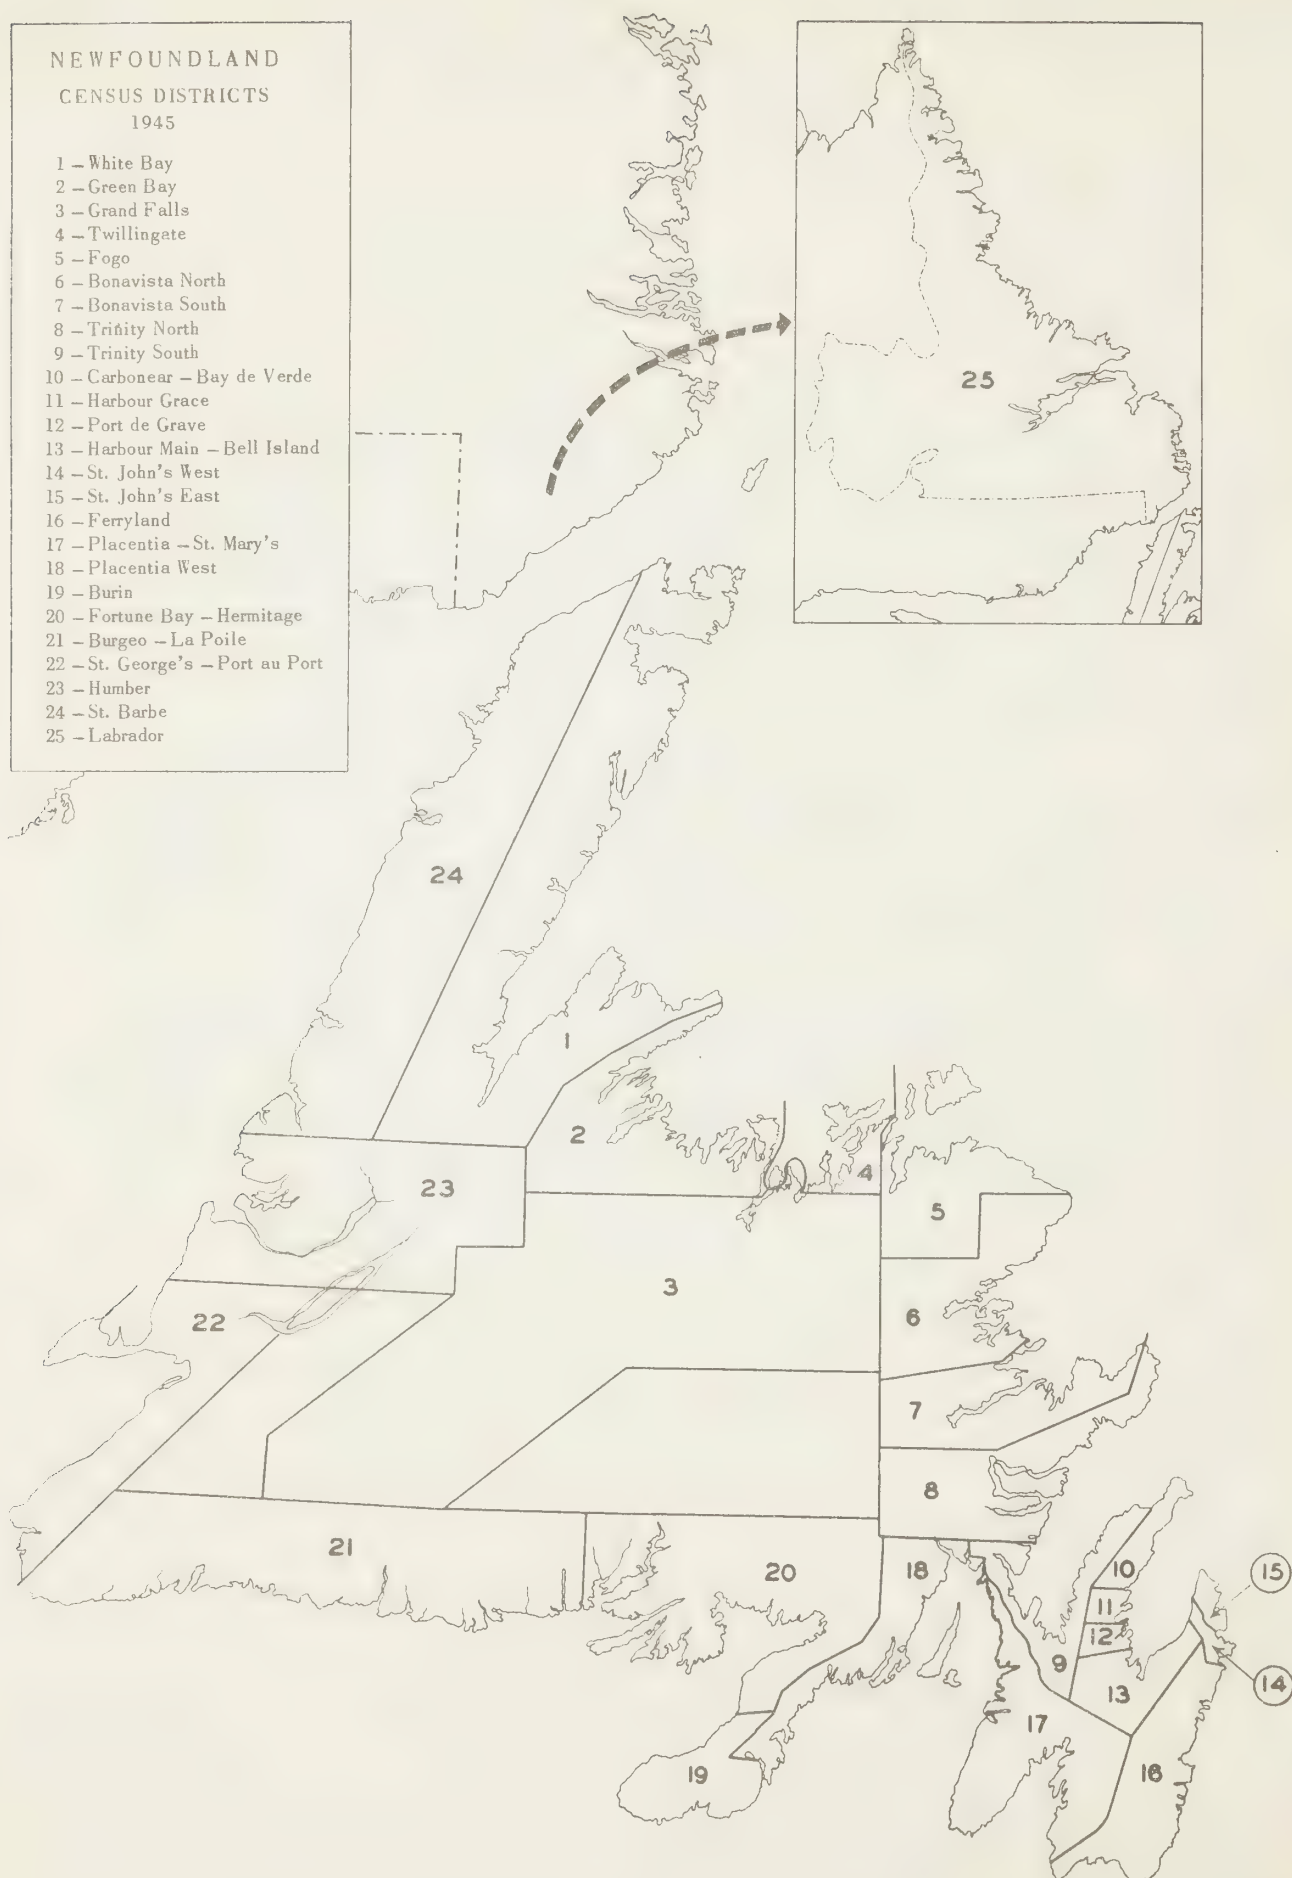 NEWFOUNDLAND
CENSUS DISTRICTS
1945
1 – White Bay
2 – Green Bay
3 – Grand Falls
4 – Twillingate
5 – Fogo
6 – Bonavista North
7 – Bonavista South
8 – Trinity North
9 – Trinity South
10 – Carbonear – Bay de Verde
11 – Harbour Grace
12 – Port de Grave
13 – Harbour Main – Bell Island
14 – St. John's West
15 – St. John's East
16 – Ferryland
17 – Placentia – St. Mary's
18 – Placentia West
19 – Burin
20 – Fortune Bay – Hermitage
21 – Burgeo – La Poile
22 – St. George's – Port au Port
23 – Humber
24 – St. Barbe
25 – Labrador
25
24
1
2
4
23
5
3
22
6
7
8
21
20
18
10
15
11
12
9
14
13
17
19
16